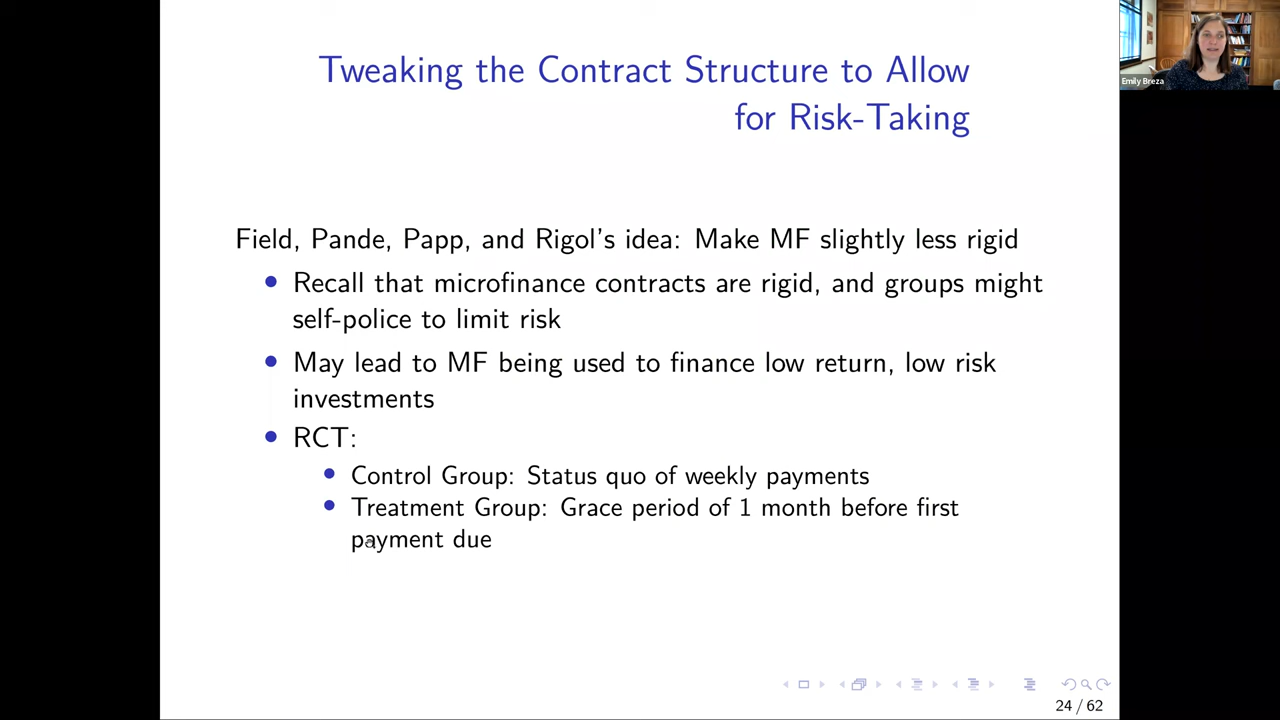 Tweaking the Contract Structure to Allow
for Risk-Taking
Field, Pande, Papp, and Rigol's idea: Make MF slightly less rigid
Recall that microfinance contracts are rigid, and groups might
self-police to limit risk
May lead to MF being used to finance low return, low risk
investments
RCT:
Control Group: Status quo of weekly payments
Treatment Group: Grace period of 1 month before first
payment due
24 / 62
Emily Breza